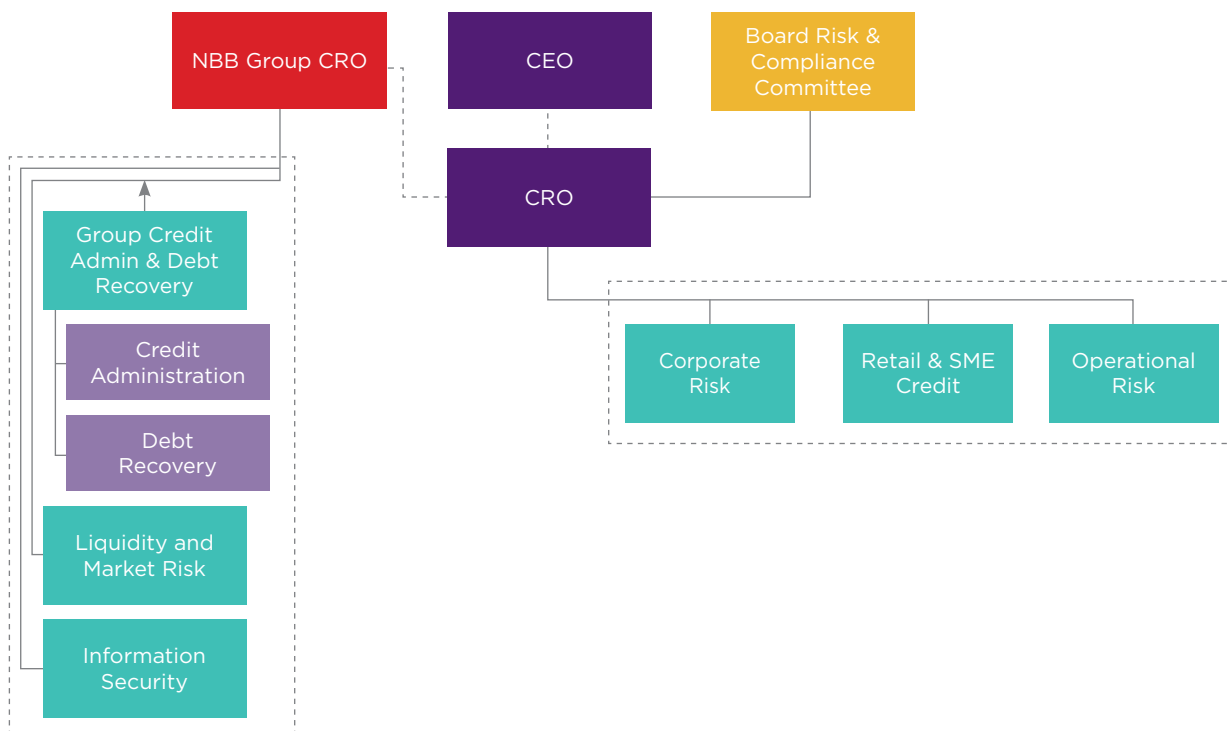 NBB Group CRO
CEO
Board Risk &
Compliance
Committee
CRO
Group Credit
Admin & Debt
Recovery
Credit
Administration
Debt
Recovery
Liquidity and
Market Risk
Information
Security
Corporate
Risk
Retail & SME
Credit
Operational
Risk